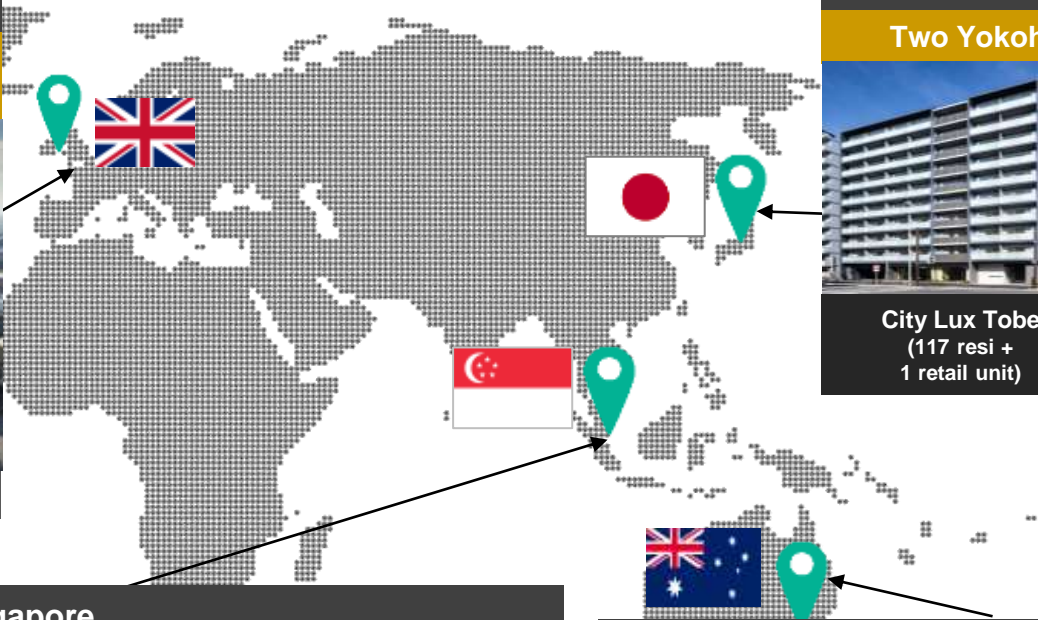 Two Yokoh
City Lux Tobe
(117 resi +
1 retail unit)
gapore